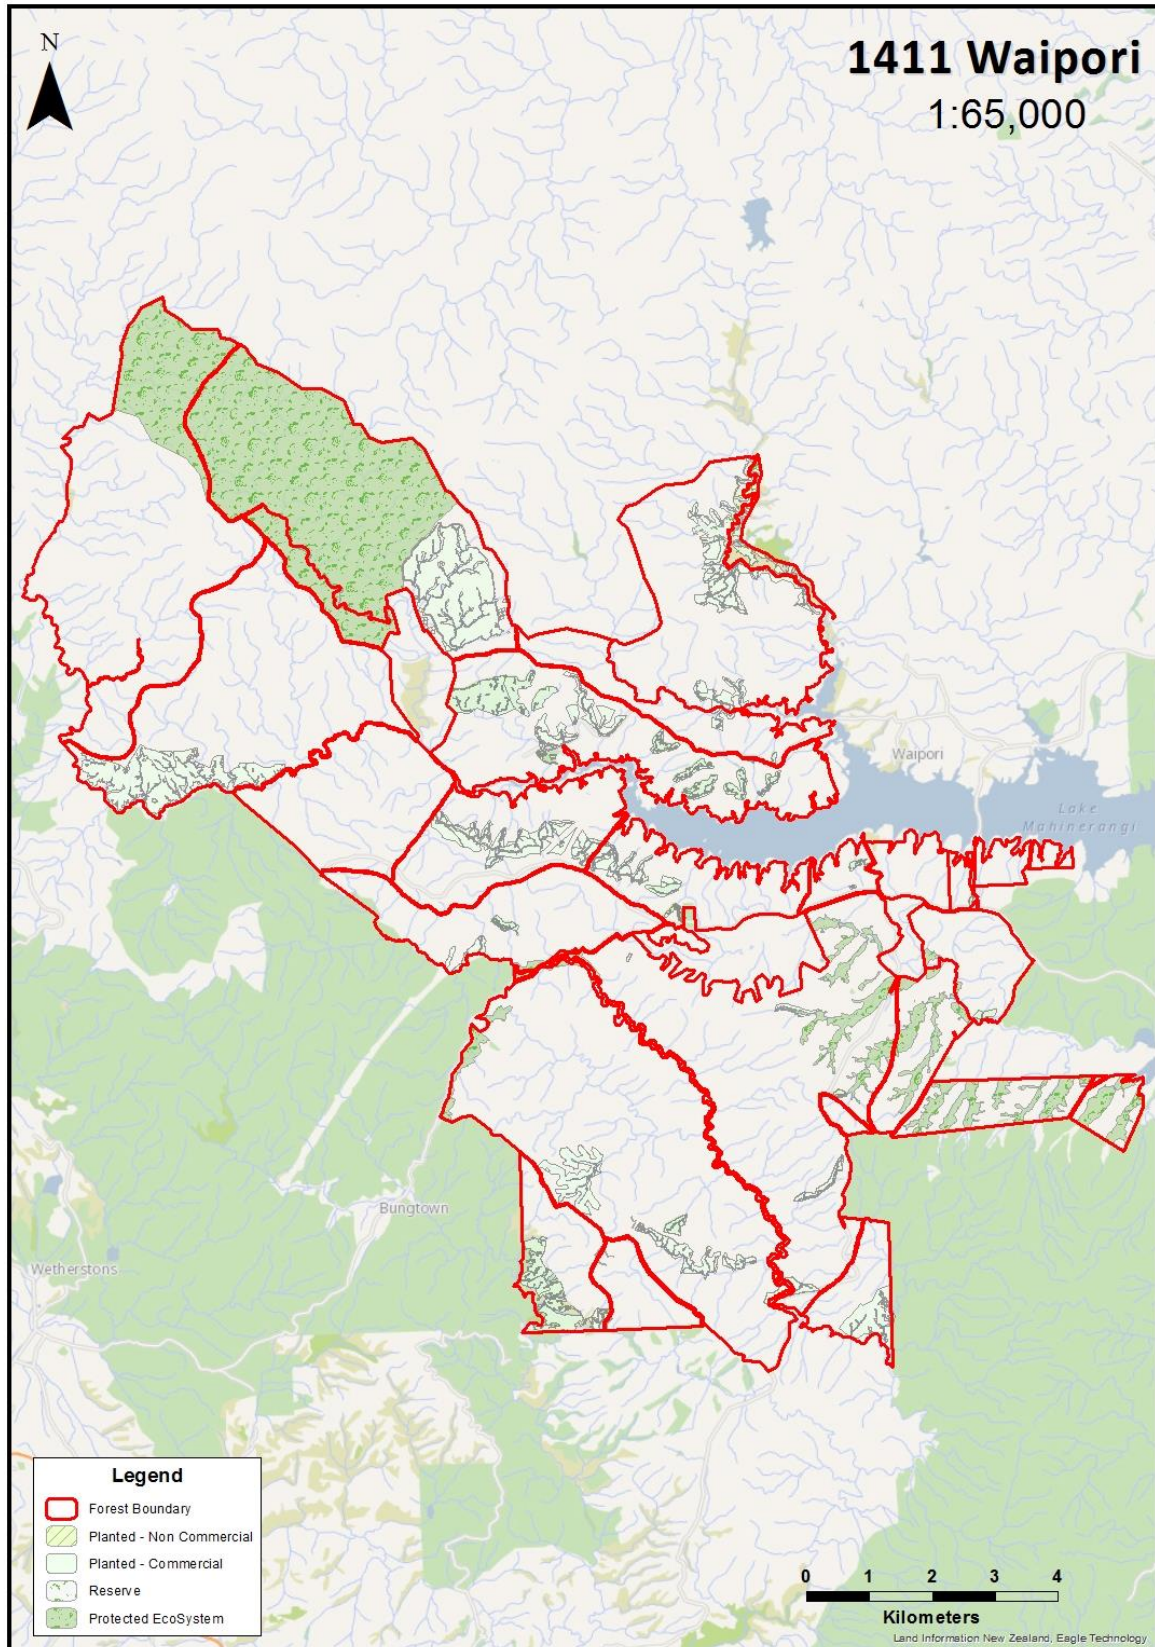 N
1411 Waipori
1:65,000
Waipori
Lake
Mahinerangi
Bungtown
Wetherstons
Legend
Forest Boundary
Planted - Non Commercial
Planted - Commercial
Reserve
Protected EcoSystem
0 1 2 3 4
Kilometers
Land Information New Zealand, Eagle Technology